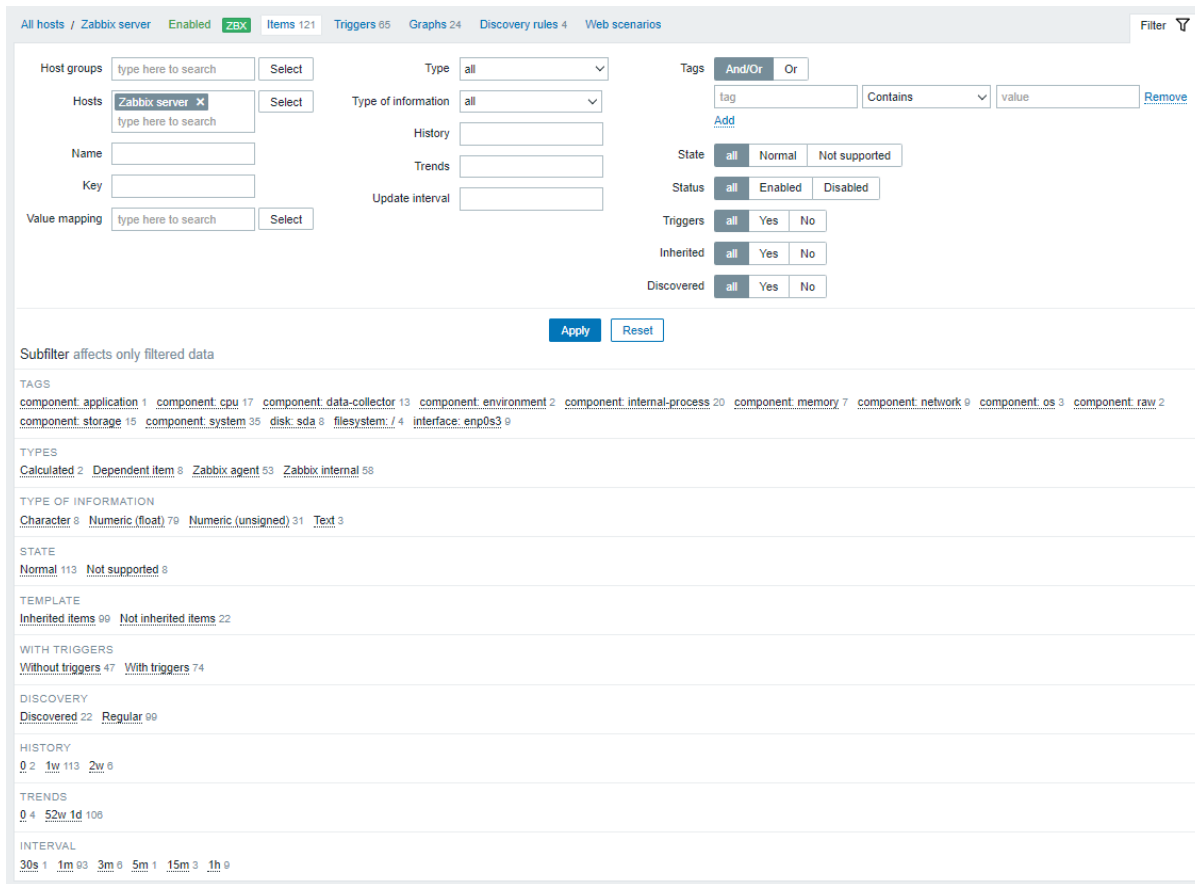 All hosts / Zabbix server Enabled ZBX Items 121 Triggers 65 Graphs 24 Discovery rules 4 Web scenarios Filter
Host groups type here to search Select Type all Tags And/Or Or
Hosts Zabbix server × Select Type of information all tag Contains value Remove
type here to search Add
History
Name State all Normal Not supported
Trends
Key Status all Enabled Disabled
Update interval
Value mapping type here to search Select Triggers all Yes No
Inherited all Yes No
Discovered all Yes No
Apply Reset
Subfilter affects only filtered data
TAGS
component: application 1 component: cpu 17 component: data-collector 13 component: environment 2 component: internal-process 20 component: memory 7 component: network 9 component: os 3 component: raw 2
component: storage 15 component: system 35 disk: sda 8 filesystem: / 4 interface: enp0s3 9
TYPES
Calculated 2 Dependent item 8 Zabbix agent 53 Zabbix internal 58
TYPE OF INFORMATION
Character 8 Numeric (float) 79 Numeric (unsigned) 31 Text 3
STATE
Normal 113 Not supported 8
TEMPLATE
Inherited items 99 Not inherited items 22
WITH TRIGGERS
Without triggers 47 With triggers 74
DISCOVERY
Discovered 22 Regular 99
HISTORY
0 2 1w 113 2w 6
TRENDS
0 4 52w 1d 106
INTERVAL
30s 1 1m 93 3m 6 5m 1 15m 3 1h 9